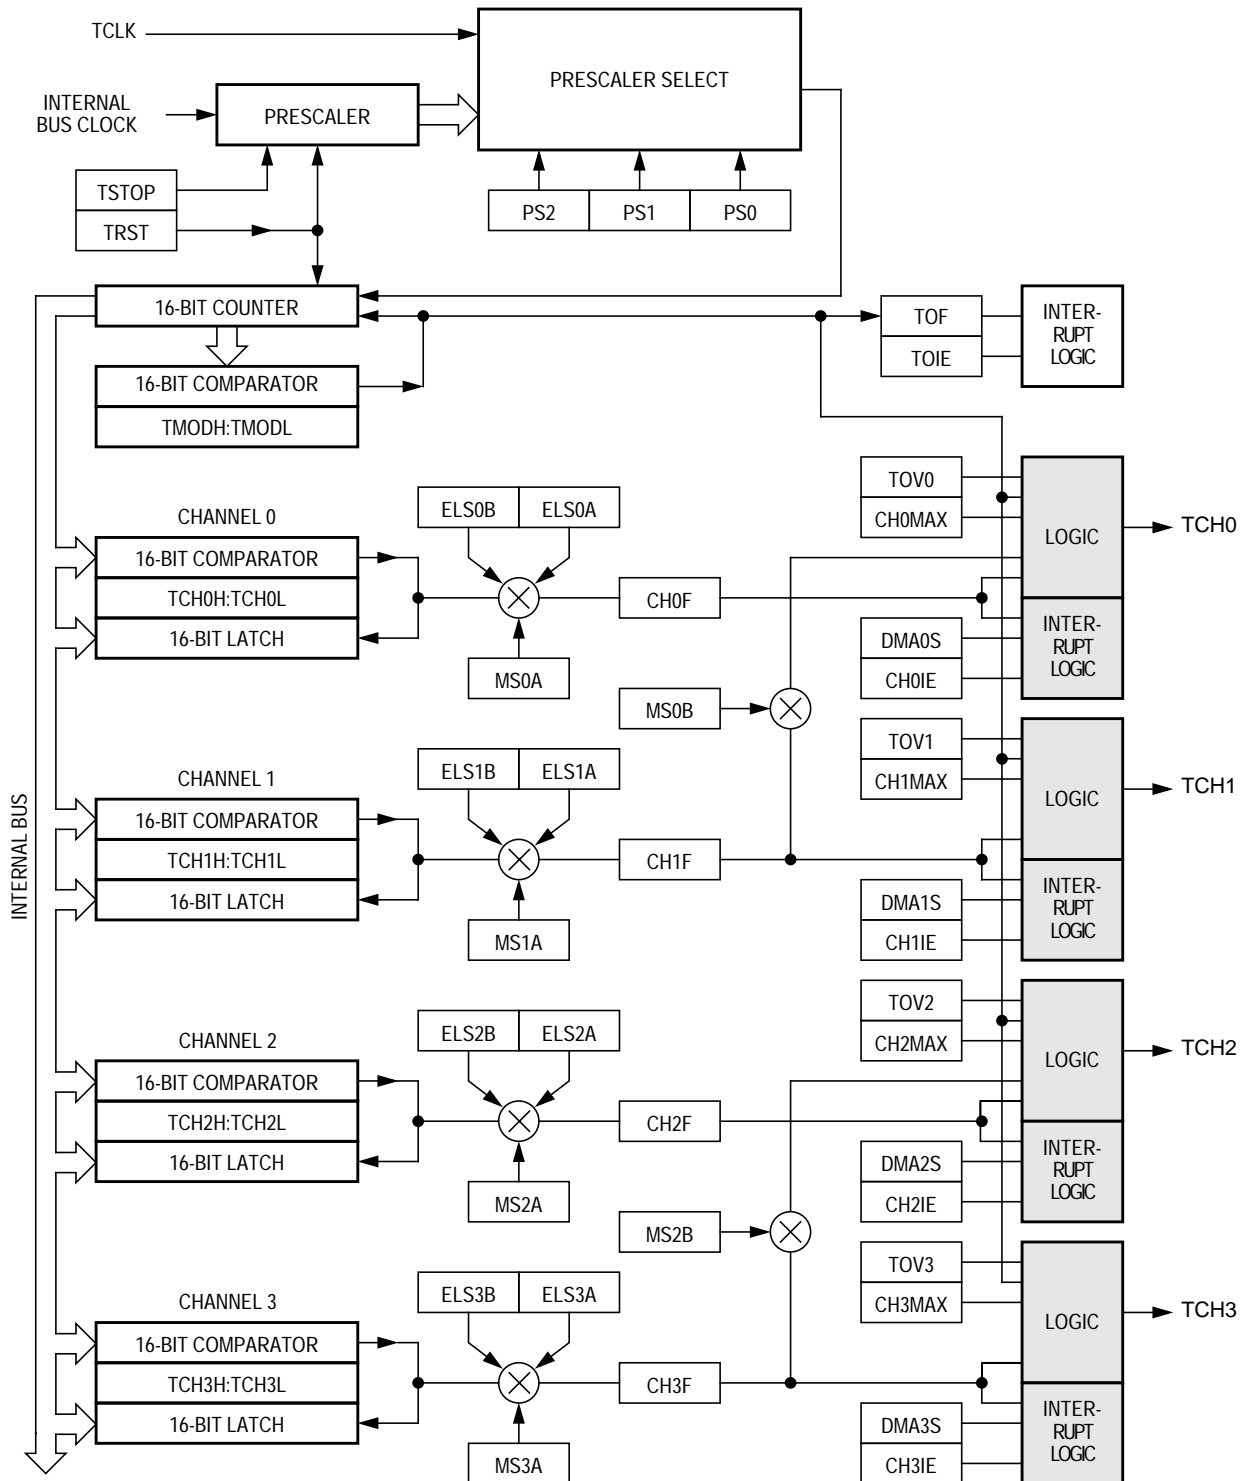 TCLK
PRESCALER SELECT
INTERNAL
BUS CLOCK
PRESCALER
TSTOP
TRST
PS2
PS1
PS0
16-BIT COUNTER
16-BIT COMPARATOR
TMODH:TMODL
TOF
TOIE
INTER-
RUPT
LOGIC
INTERNAL BUS
CHANNEL 0
16-BIT COMPARATOR
TCH0H:TCH0L
16-BIT LATCH
ELS0B
ELS0A
MS0A
CH0F
MS0B
TOV0
CH0MAX
DMA0S
CH0IE
LOGIC
INTER-
RUPT
LOGIC
TCH0
CHANNEL 1
16-BIT COMPARATOR
TCH1H:TCH1L
16-BIT LATCH
ELS1B
ELS1A
MS1A
CH1F
TOV1
CH1MAX
DMA1S
CH1IE
LOGIC
INTER-
RUPT
LOGIC
TCH1
CHANNEL 2
16-BIT COMPARATOR
TCH2H:TCH2L
16-BIT LATCH
ELS2B
ELS2A
MS2A
CH2F
MS2B
TOV2
CH2MAX
DMA2S
CH2IE
LOGIC
INTER-
RUPT
LOGIC
TCH2
CHANNEL 3
16-BIT COMPARATOR
TCH3H:TCH3L
16-BIT LATCH
ELS3B
ELS3A
MS3A
CH3F
TOV3
CH3MAX
DMA3S
CH3IE
LOGIC
INTER-
RUPT
LOGIC
TCH3